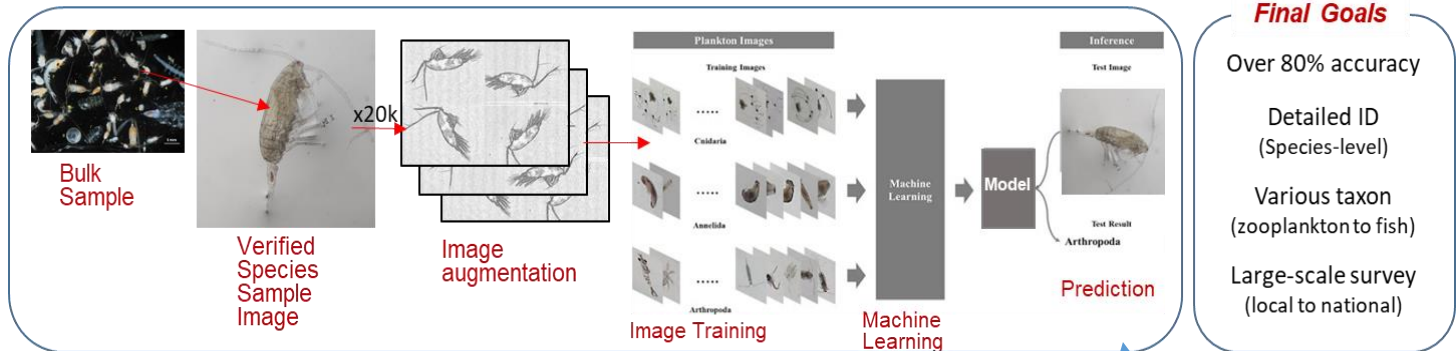 Final Goals
Over 80% accuracy
Detailed ID
(Species-level)
Various taxon
(zooplankton to fish)
Large-scale survey
(local to national)
Bulk
Sample
x20k
Verified
Species
Sample
Image
Image
augmentation
Plankton Images
Training Images
.....
Cnidaria
.....
Annelida
.....
Arthropoda
Image Training
Machine
Learning
Machine
Learning
Model
Inference
Test Image
Test Result
Arthropoda
Prediction